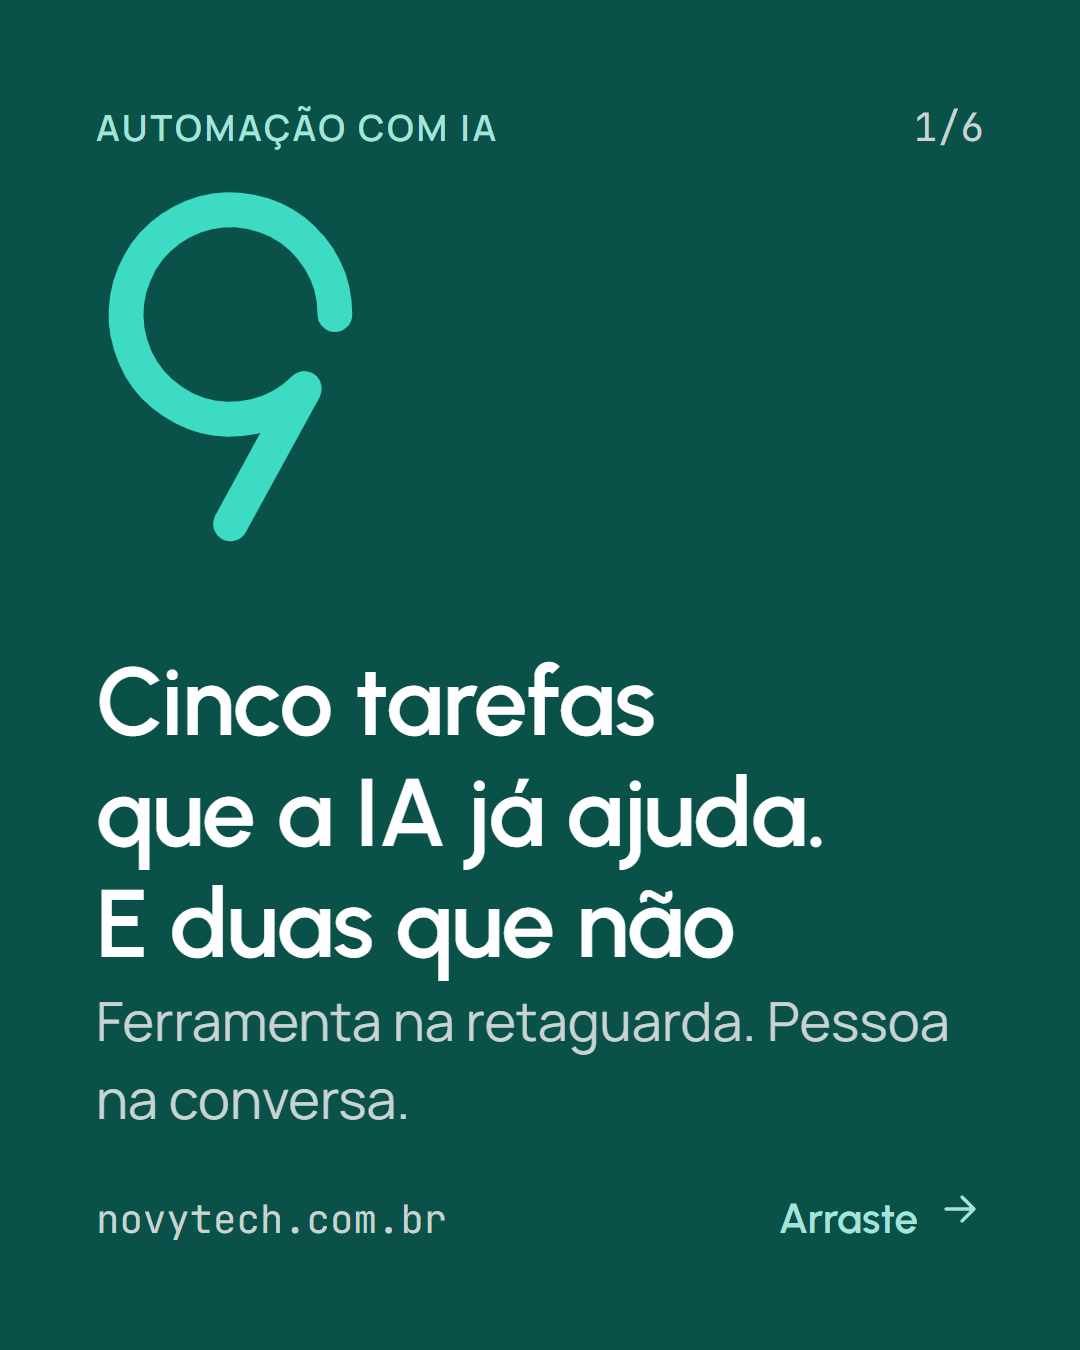 AUTOMAÇÃO COM IA
1/6
Cinco tarefas
que a IA já ajuda.
E duas que não
Ferramenta na retaguarda. Pessoa
na conversa.
novytech.com.br
Arraste →